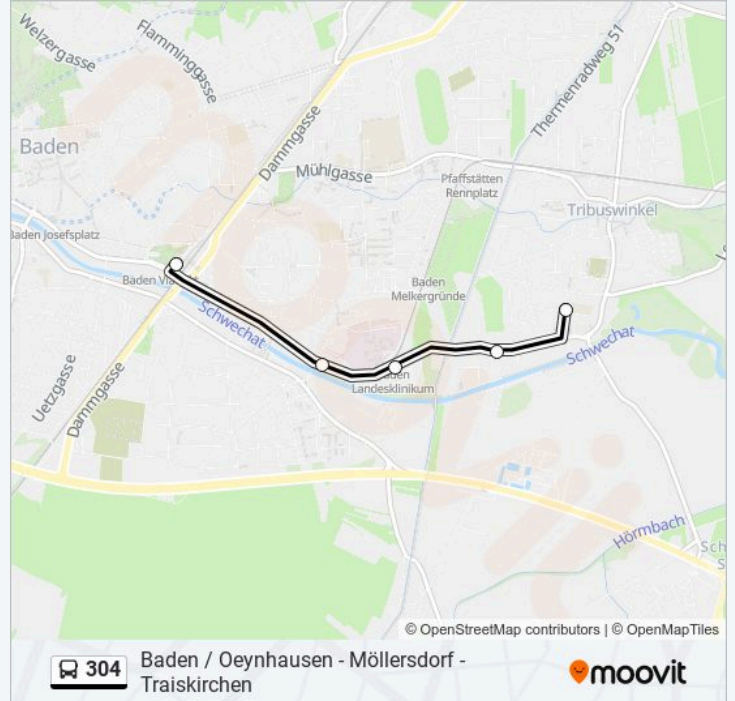 Welzergasse
Flamminggasse
Thermenradweg 51
Dammgasse
Baden
Mühlgasse
Pfaffstätten
Rennplatz
Tribuswinkel
Baden Josefsplatz
Baden
Melkergründe
Schwechat
Schwechat
Landesklinikum
Uetzgasse
Dammgasse
Hörmbach
© OpenStreetMap contributors | © OpenMapTiles
304
Baden / Oeynhausen - Möllersdorf -
Traiskirchen
moovit